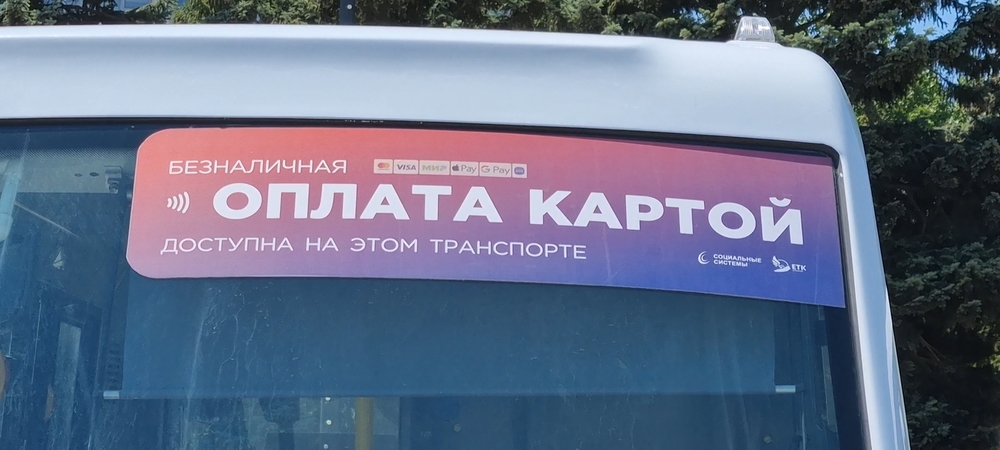 БЕЗНАЛИЧНАЯ
VISA МИР Pay G Pay
ОПЛАТА КАРТОЙ
ДОСТУПНА НА ЭТОМ ТРАНСПОРТЕ
СОЦИАЛЬНЫЕ
СИСТЕМЫ
ЕТК